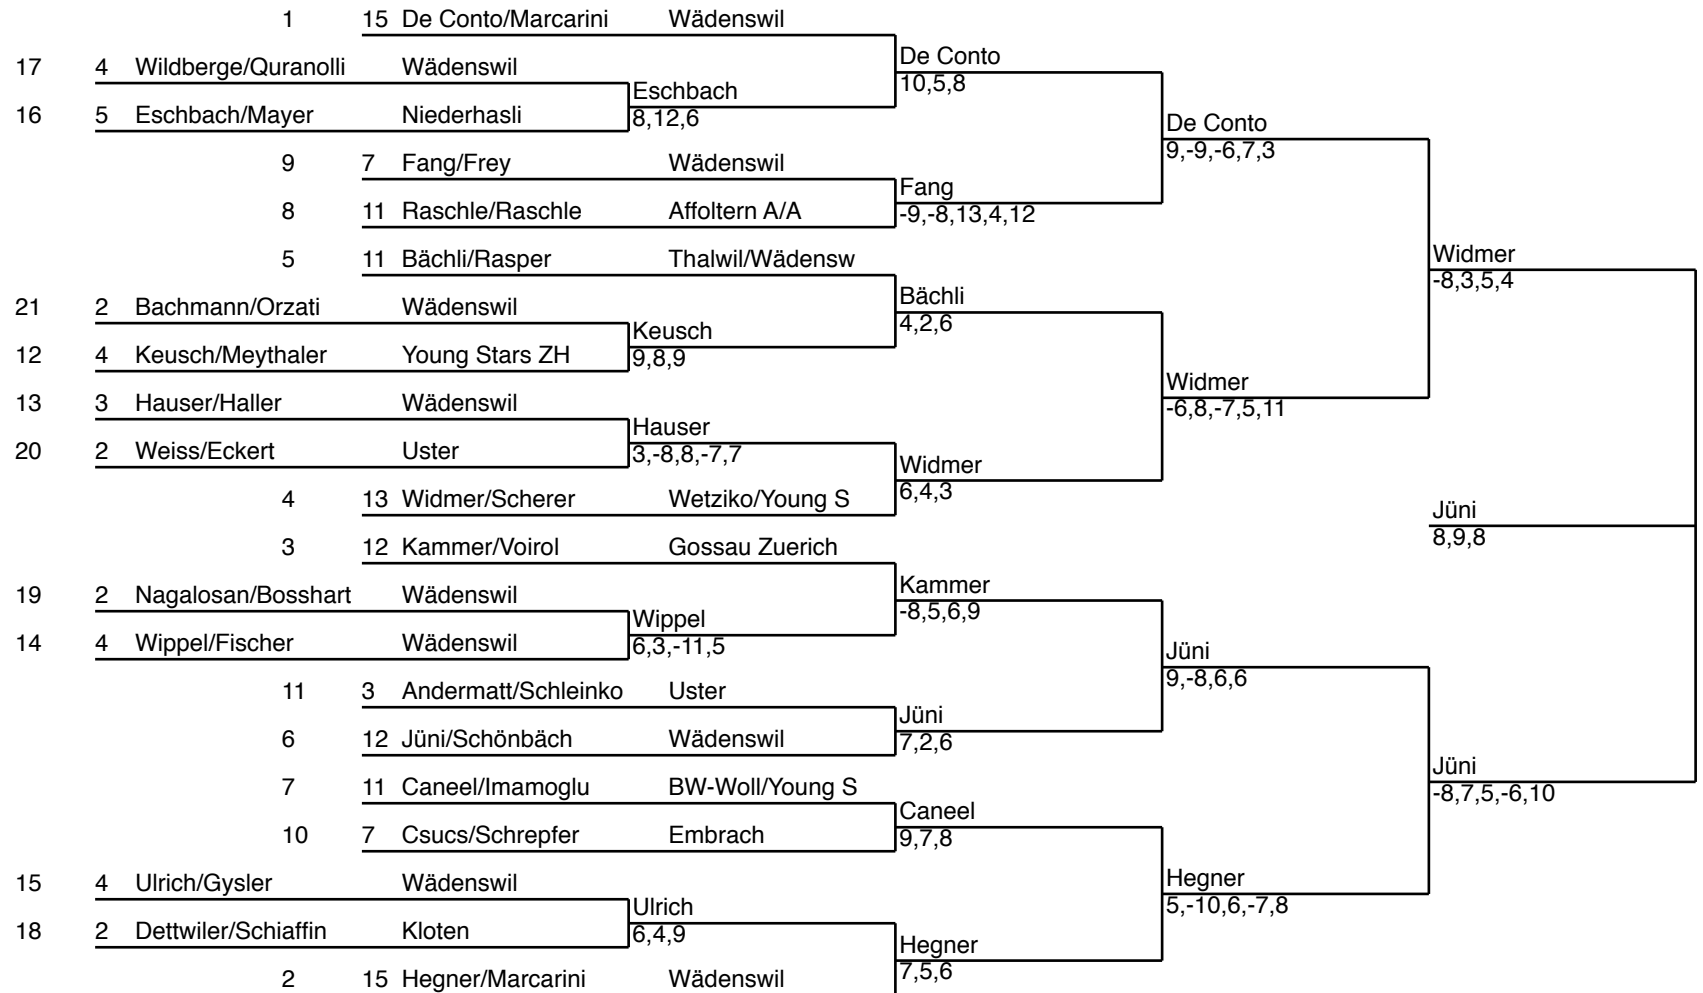 1 15 De Conto/Marcarini Wädenswil
De Conto
17 4 Wildberge/Quranolli Wädenswil
10,5,8
Eschbach
16 5 Eschbach/Mayer Niederhasli
8,12,6
De Conto
9,-9,-6,7,3
9 7 Fang/Frey Wädenswil
Fang
8 11 Raschle/Raschle Affoltern A/A
-9,-8,13,4,12
5 11 Bächli/Rasper Thalwil/Wädensw
Widmer
-8,3,5,4
Bächli
21 2 Bachmann/Orzati Wädenswil
4,2,6
Keusch
12 4 Keusch/Meythaler Young Stars ZH
9,8,9
Widmer
-6,8,-7,5,11
13 3 Hauser/Haller Wädenswil
Hauser
20 2 Weiss/Eckert Uster
3,-8,8,-7,7
Widmer
6,4,3
4 13 Widmer/Scherer Wetziko/Young S
Jüni
8,9,8
3 12 Kammer/Voirol Gossau Zuerich
Kammer
19 2 Nagalosan/Bosshart Wädenswil
-8,5,6,9
Wippel
14 4 Wippel/Fischer Wädenswil
6,3,-11,5
Jüni
9,-8,6,6
11 3 Andermatt/Schleinko Uster
Jüni
6 12 Jüni/Schönbäch Wädenswil
7,2,6
Jüni
-8,7,5,-6,10
7 11 Caneel/Imamoglu BW-Woll/Young S
Caneel
10 7 Csucs/Schrepfer Embrach
9,7,8
Hegner
15 4 Ulrich/Gysler Wädenswil
5,-10,6,-7,8
Ulrich
18 2 Dettwiler/Schiaffin Kloten
6,4,9
Hegner
7,5,6
2 15 Hegner/Marcarini Wädenswil